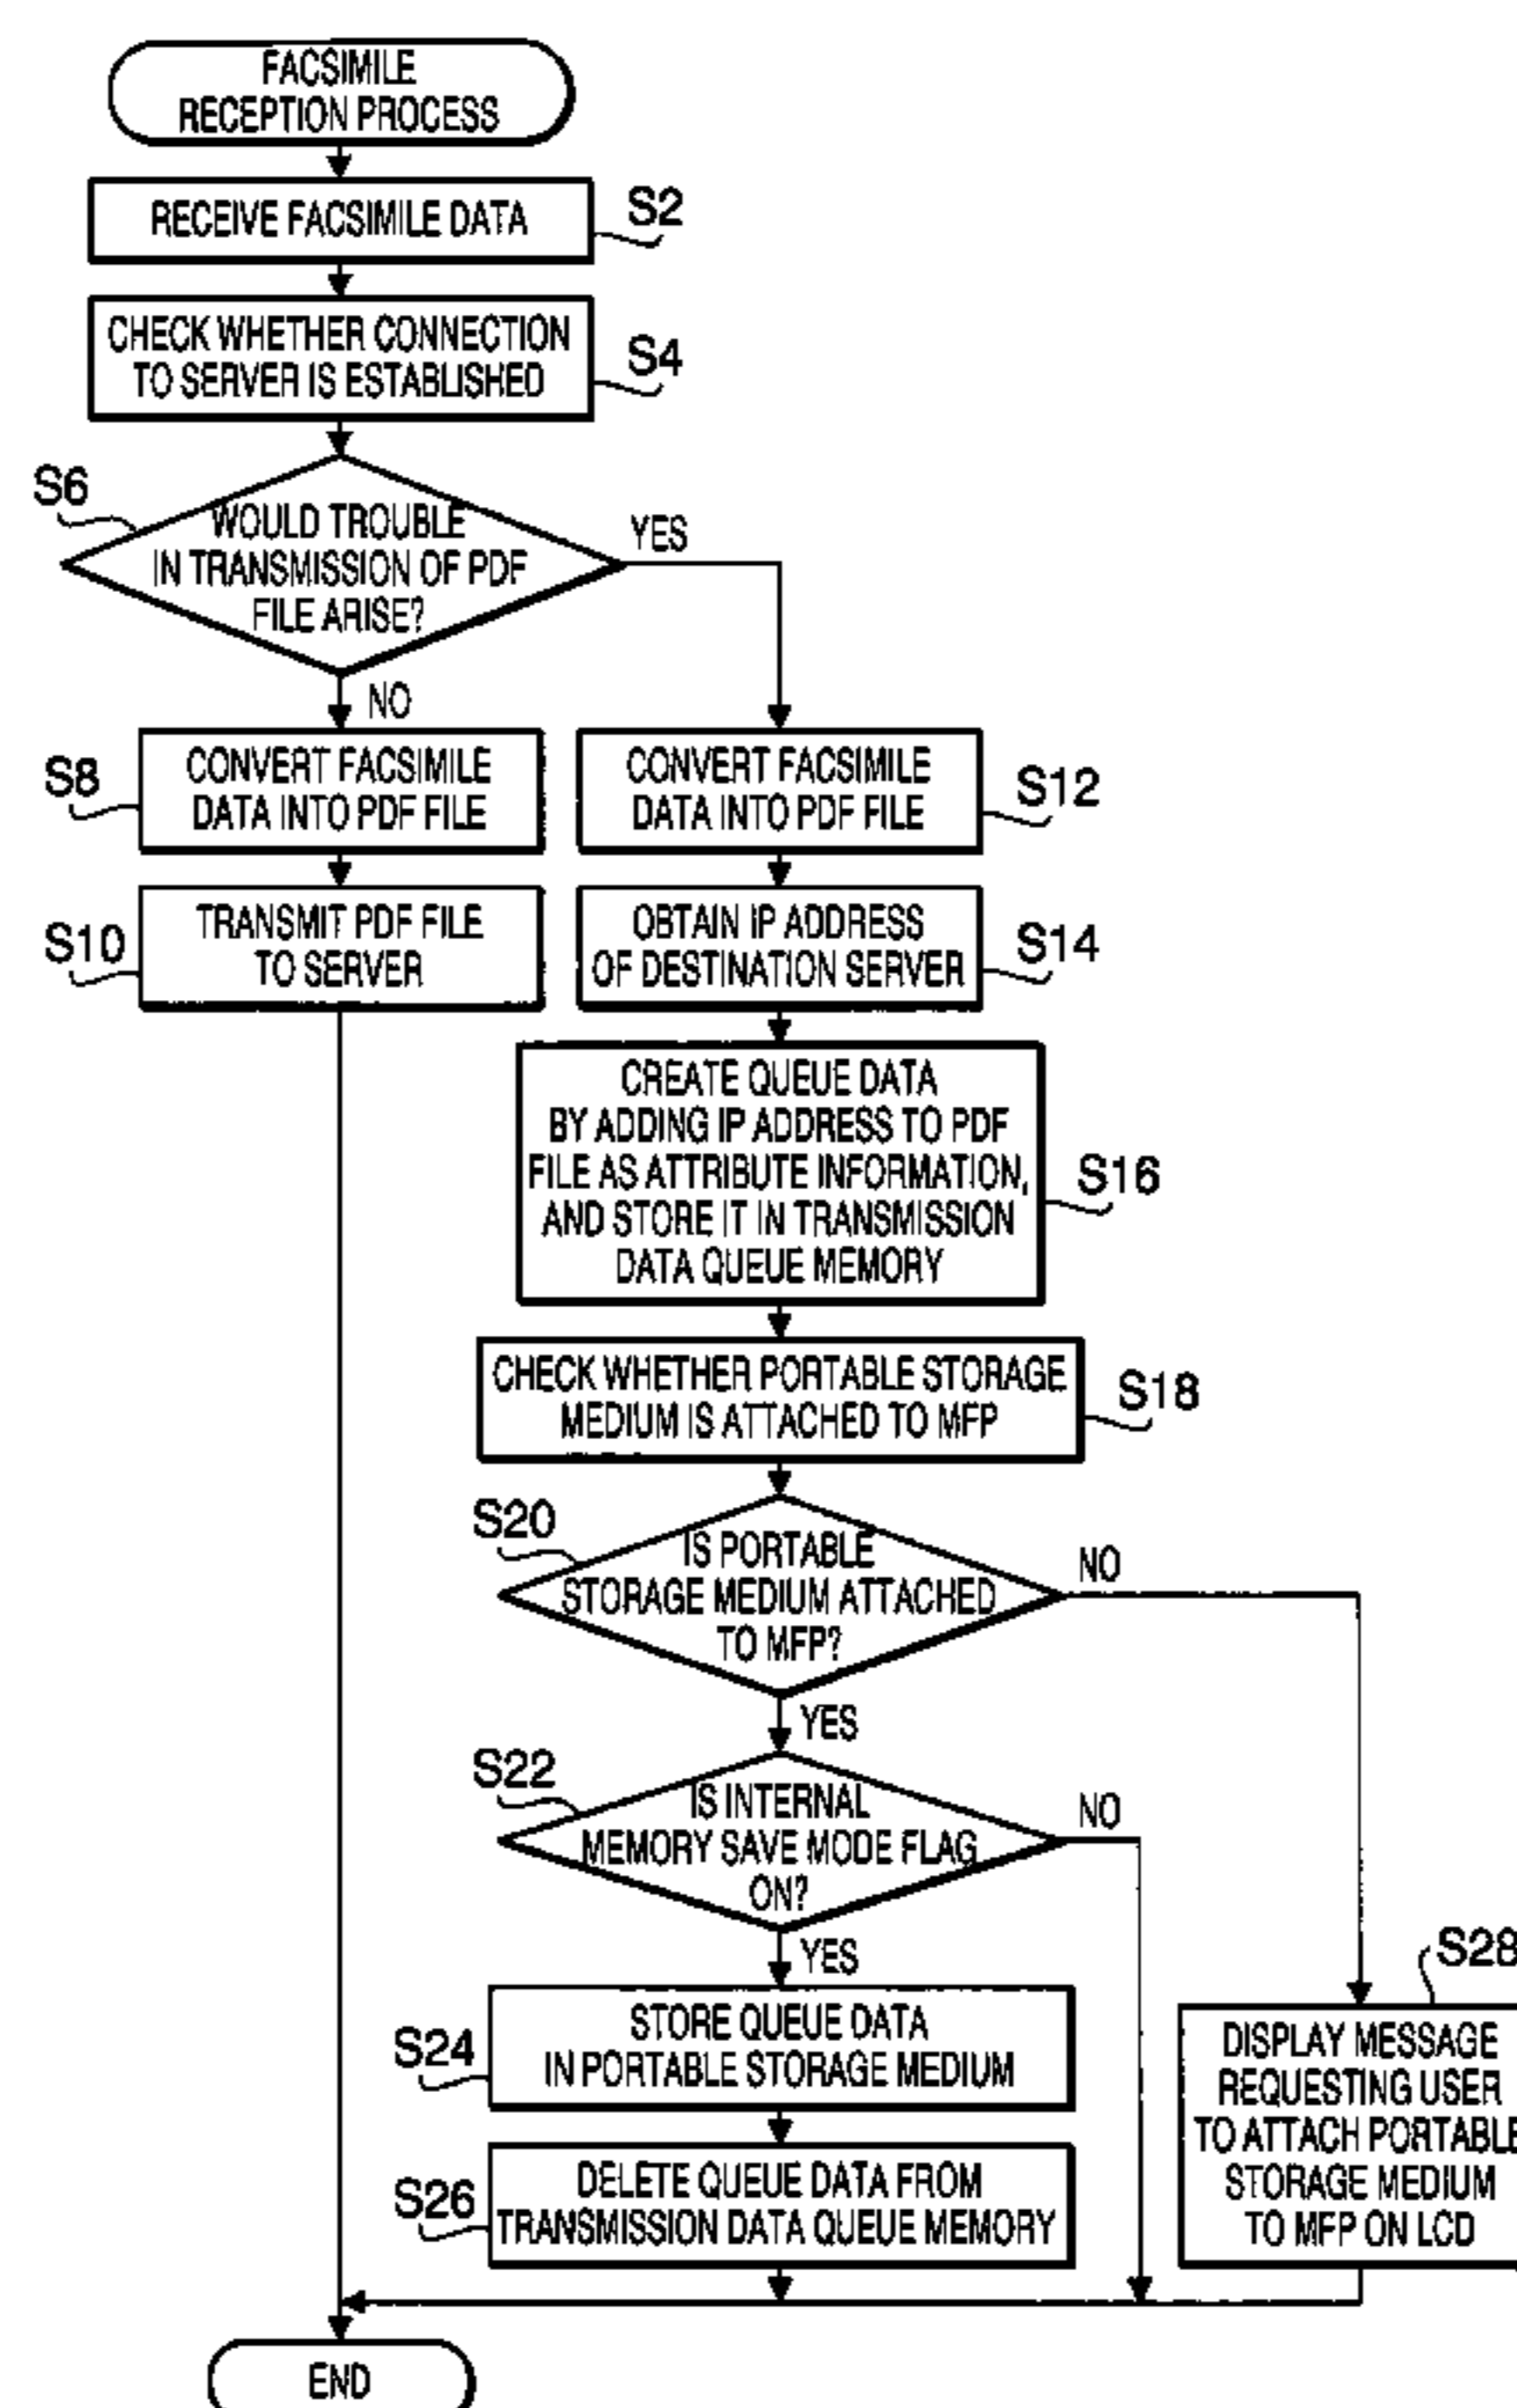 FACSIMILE
RECEPTION PROCESS
RECEIVE FACSIMILE DATA
S2
CHECK WHETHER CONNECTION
TO SERVER IS ESTABLISHED
S4
S6
WOULD TROUBLE
IN TRANSMISSION OF PDF
FILE ARISE?
YES
NO
S8
CONVERT FACSIMILE
DATA INTO PDF FILE
CONVERT FACSIMILE
DATA INTO PDF FILE
S12
S10
TRANSMIT PDF FILE
TO SERVER
OBTAIN IP ADDRESS
OF DESTINATION SERVER
S14
CREATE QUEUE DATA
BY ADDING IP ADDRESS TO PDF
FILE AS ATTRIBUTE INFORMATION,
AND STORE IT IN TRANSMISSION
DATA QUEUE MEMORY
S16
CHECK WHETHER PORTABLE STORAGE
MEDIUM IS ATTACHED TO MFP
S18
S20
IS PORTABLE
STORAGE MEDIUM ATTACHED
TO MFP?
NO
YES
S22
IS INTERNAL
MEMORY SAVE MODE FLAG
ON?
NO
YES
S24
STORE QUEUE DATA
IN PORTABLE STORAGE MEDIUM
S28
DISPLAY MESSAGE
REQUESTING USER
TO ATTACH PORTABLE
STORAGE MEDIUM
TO MFP ON LCD
S26
DELETE QUEUE DATA FROM
TRANSMISSION DATA QUEUE MEMORY
END